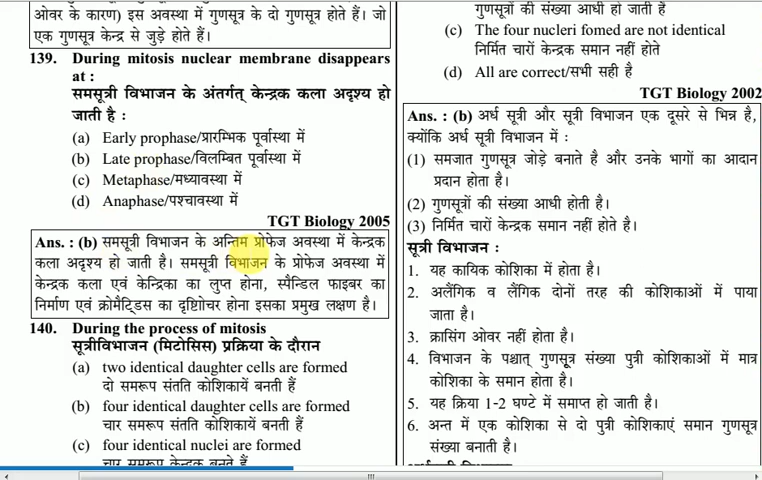 ओवर के कारण) इस अवस्था में गुणसूत्र के दो गुणसूत्र होते हैं। जो
एक गुणसूत्र केन्द्र से जुड़े होते हैं।
139. During mitosis nuclear membrane disappears
at :
समसूत्री विभाजन के अंतर्गत् केन्द्रक कला अदृश्य हो
जाती है :
(a) Early prophase/प्रारम्भिक पूर्वास्था में
(b) Late prophase/विलम्बित पूर्वास्था में
(c) Metaphase/मध्यावस्था में
(d) Anaphase/पश्चावस्था में
TGT Biology 2005
Ans. : (b) समसूत्री विभाजन के अन्तिम प्रोफेज अवस्था में केन्द्रक
कला अदृश्य हो जाती है। समसूत्री विभाजन के प्रोफेज अवस्था में
केन्द्रक कला एवं केन्द्रिका का लुप्त होना, स्पैन्डिल फाइबर का
निर्माण एवं क्रोमैट्डिस का दृष्टिोचर होना इसका प्रमुख लक्षण है।
140. During the process of mitosis
सूत्रीविभाजन (मिटोसिस) प्रक्रिया के दौरान
(a) two identical daughter cells are formed
दो समरूप संतति कोशिकायें बनती हैं
(b) four identical daughter cells are formed
चार समरूप संतति कोशिकायें बनती हैं
(c) four identical nuclei are formed
चार समरूप केन्द्रक बनते हैं
गुणसूत्रों की संख्या आधी हो जाती हैं
(c) The four nucleri fomed are not identical
निर्मित चारों केन्द्रक समान नहीं होते
(d) All are correct/सभी सही है
TGT Biology 2002
Ans. : (b) अर्ध सूत्री और सूत्री विभाजन एक दूसरे से भिन्न है,
क्योंकि अर्ध सूत्री विभाजन में :
(1) समजात गुणसूत्र जोड़े बनाते है और उनके भागों का आदान
प्रदान होता है।
(2) गुणसूत्रों की संख्या आधी होती है।
(3) निर्मित चारों केन्द्रक समान नहीं होते है।
सूत्री विभाजन :
1. यह कायिक कोशिका में होता है।
2. अलैंगिक व लैंगिक दोनों तरह की कोशिकाओं में पाया
जाता है।
3. क्रासिंग ओवर नहीं होता है।
4. विभाजन के पश्चात् गुणसूत्र संख्या पुत्री कोशिकाओं में मात्र
कोशिका के समान होता है।
5. यह क्रिया 1-2 घण्टे में समाप्त हो जाती है।
6. अन्त में एक कोशिका से दो पुत्री कोशिकाएं समान गुणसूत्र
संख्या बनाती है।